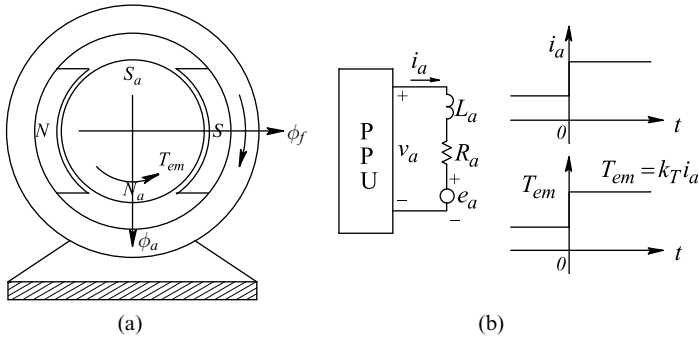 S_a
N
S
ϕ_f
T_em
N_a
ϕ_a
(a)
P
P
U
i_a
+
v_a
−
L_a
R_a
+
e_a
−
(b)
i_a
0
t
T_em
T_em = k_T i_a
0
t